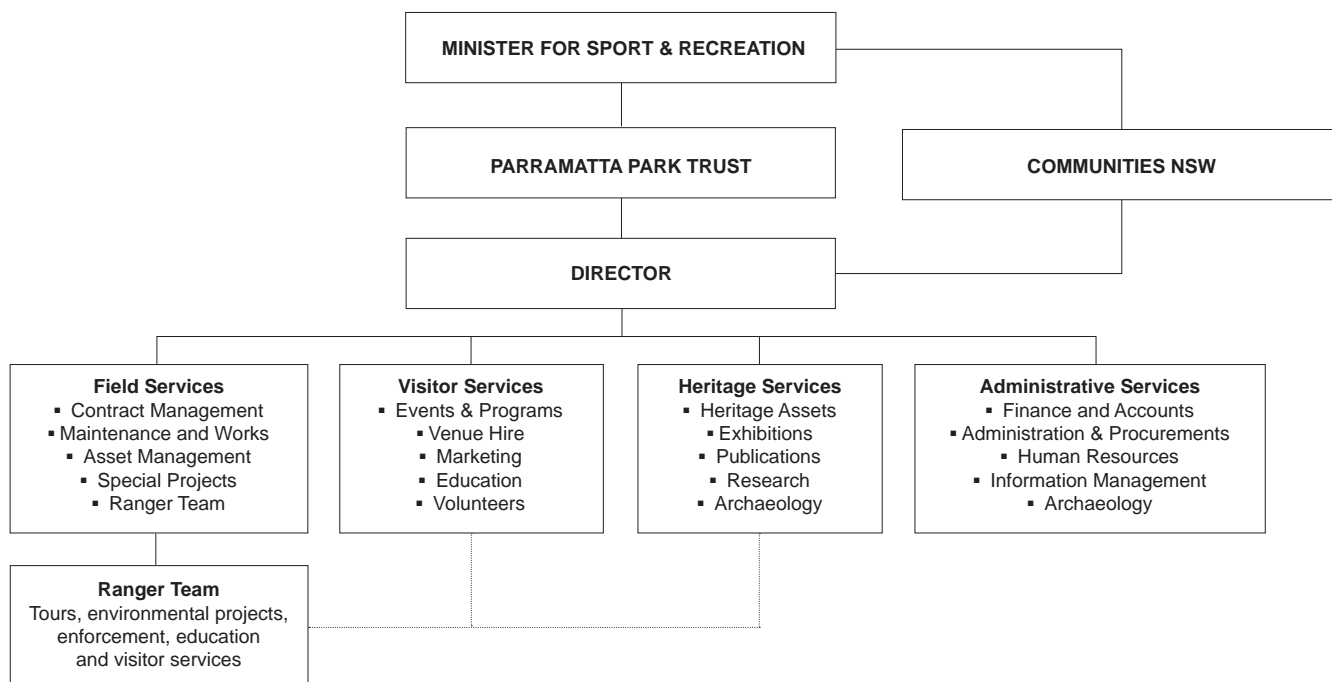 MINISTER FOR SPORT & RECREATION
PARRAMATTA PARK TRUST
COMMUNITIES NSW
DIRECTOR
Field Services
▪ Contract Management
▪ Maintenance and Works
▪ Asset Management
▪ Special Projects
▪ Ranger Team
Visitor Services
▪ Events & Programs
▪ Venue Hire
▪ Marketing
▪ Education
▪ Volunteers
Heritage Services
▪ Heritage Assets
▪ Exhibitions
▪ Publications
▪ Research
▪ Archaeology
Administrative Services
▪ Finance and Accounts
▪ Administration & Procurements
▪ Human Resources
▪ Information Management
▪ Archaeology
Ranger Team
Tours, environmental projects,
enforcement, education
and visitor services